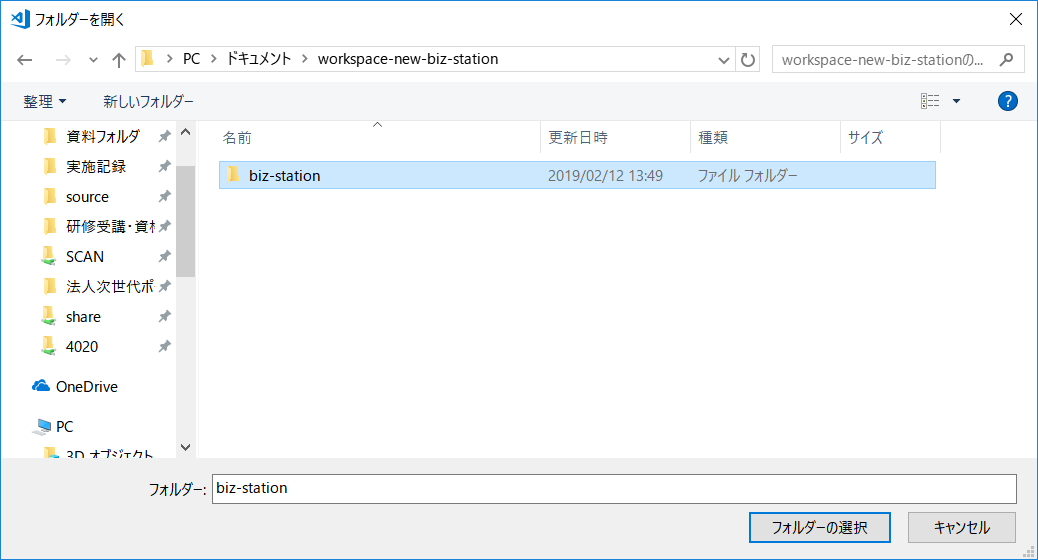 フォルダーを開く
PC ドキュメント workspace-new-biz-station
workspace-new-biz-stationの...
整理 新しいフォルダー ?
名前 更新日時 種類 サイズ
資料フォルダ
実施記録
source
研修受講・資格
SCAN
法人次世代ポ
share
4020
OneDrive
PC
3D オブジェクト
biz-station 2019/02/12 13:49 ファイル フォルダー
フォルダー: biz-station
フォルダーの選択 キャンセル